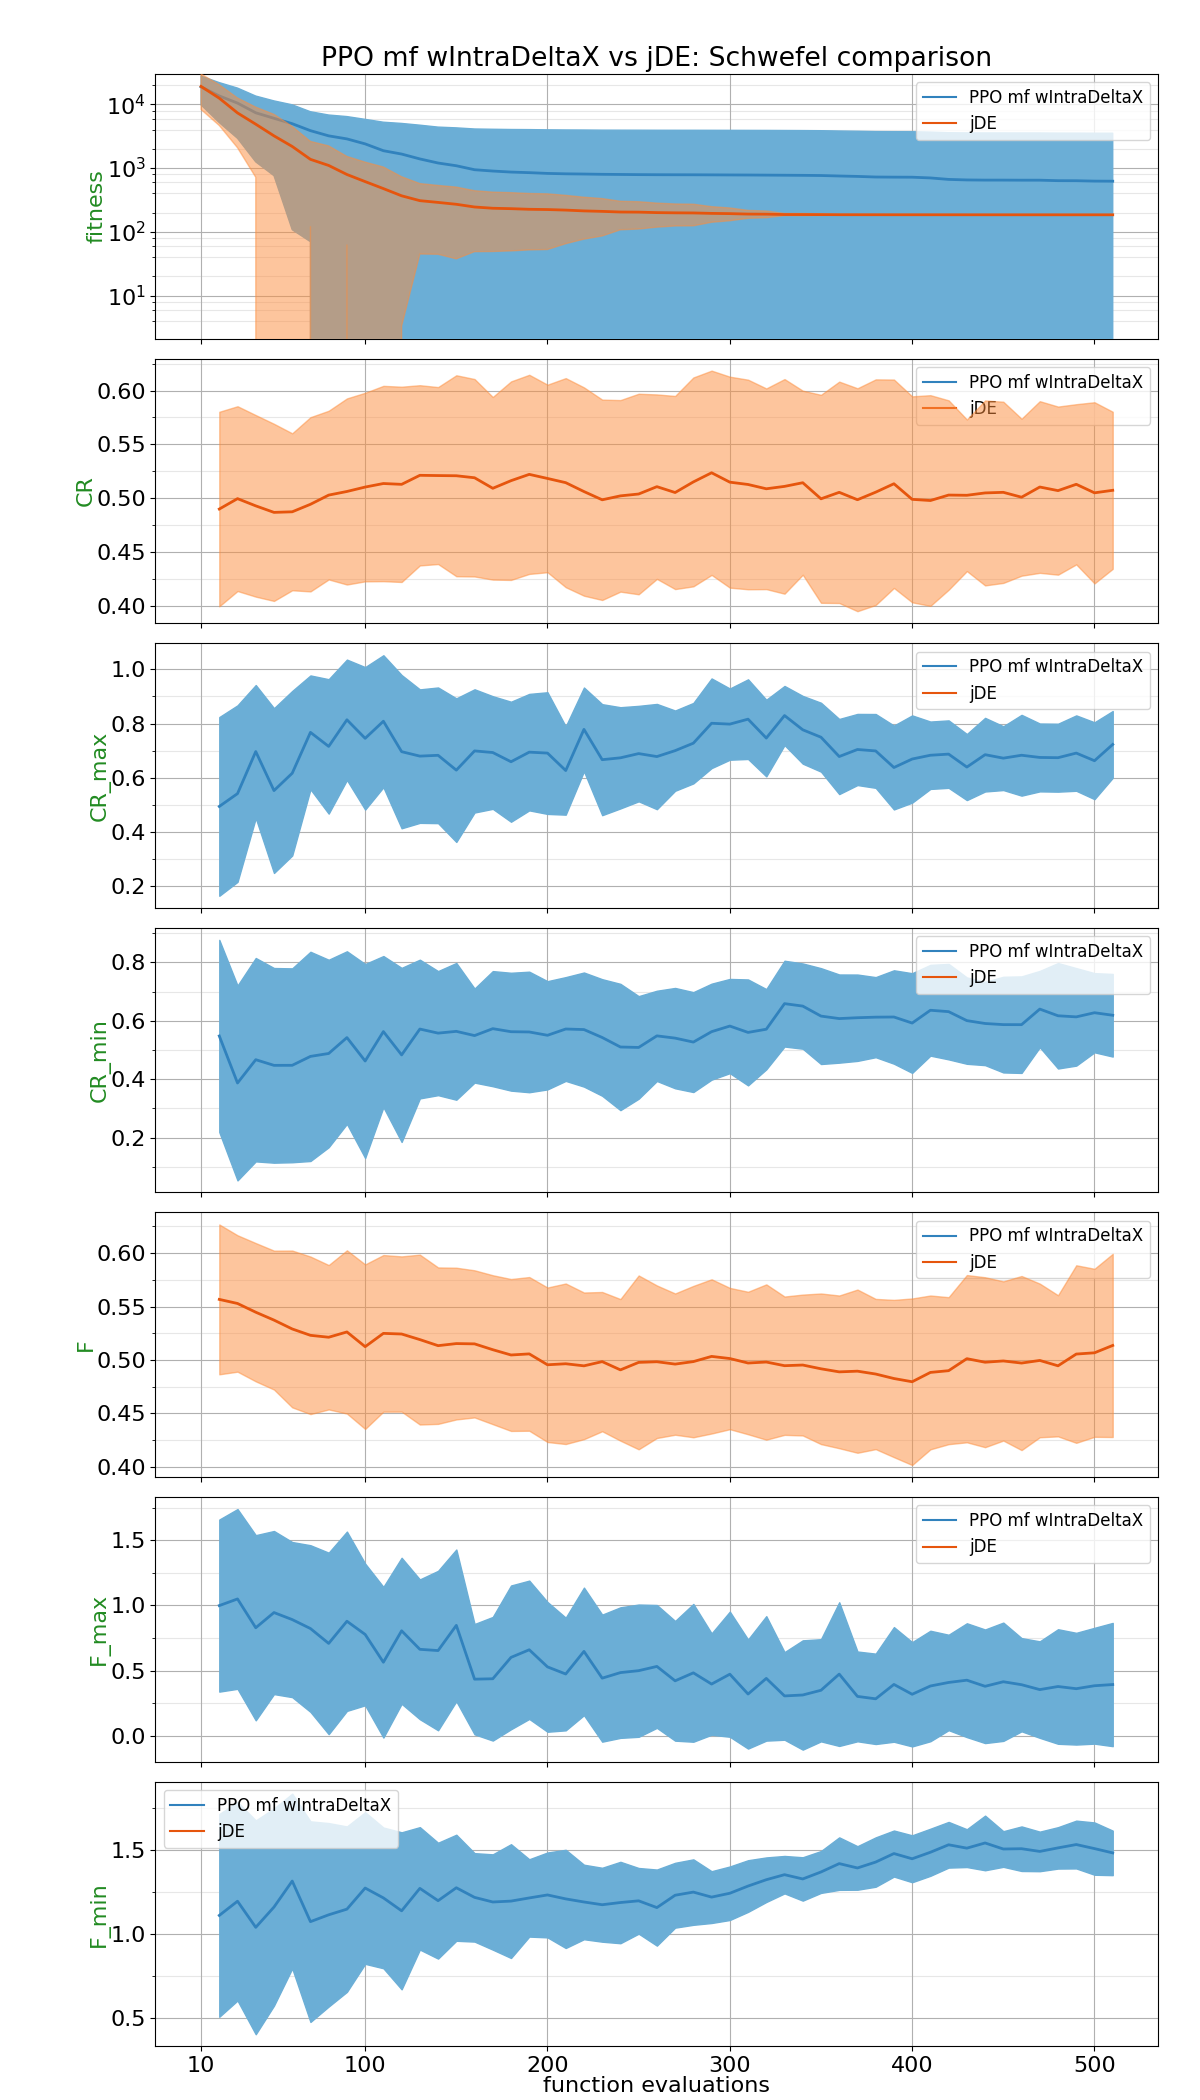 PPO mf wIntraDeltaX vs jDE: Schwefel comparison
fitness
10^4
10^3
10^2
10^1
PPO mf wIntraDeltaX
jDE
CR
0.60
0.55
0.50
0.45
0.40
PPO mf wIntraDeltaX
jDE
CR_max
1.0
0.8
0.6
0.4
0.2
PPO mf wIntraDeltaX
jDE
CR_min
0.8
0.6
0.4
0.2
PPO mf wIntraDeltaX
jDE
F
0.60
0.55
0.50
0.45
0.40
PPO mf wIntraDeltaX
jDE
F_max
1.5
1.0
0.5
0.0
PPO mf wIntraDeltaX
jDE
F_min
1.5
1.0
0.5
PPO mf wIntraDeltaX
jDE
10 100 200 300 400 500
function evaluations